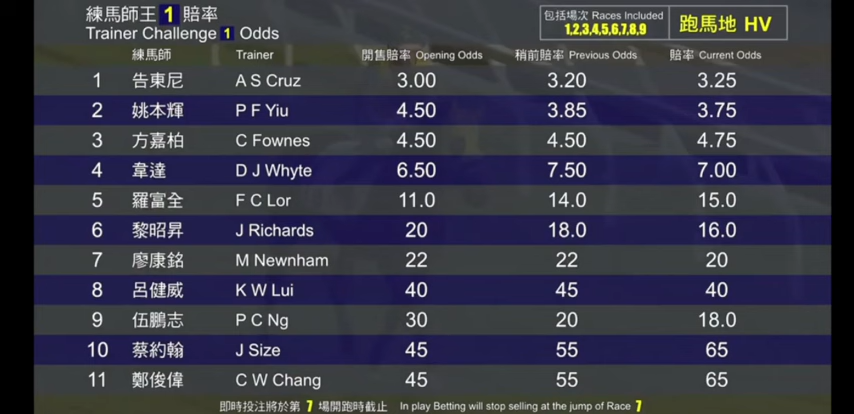 練馬師王 1 賠率
Trainer Challenge 1 Odds
包括場次 Races Included
1,2,3,4,5,6,7,8,9
跑馬地 HV
練馬師 Trainer 開售賠率 Opening Odds 稍前賠率 Previous Odds 賠率 Current Odds
1 告東尼 A S Cruz 3.00 3.20 3.25
2 姚本輝 P F Yiu 4.50 3.85 3.75
3 方嘉柏 C Fownes 4.50 4.50 4.75
4 韋達 D J Whyte 6.50 7.50 7.00
5 羅富全 F C Lor 11.0 14.0 15.0
6 黎昭昇 J Richards 20 18.0 16.0
7 廖康銘 M Newnham 22 22 20
8 呂健威 K W Lui 40 45 40
9 伍鵬志 P C Ng 30 20 18.0
10 蔡約翰 J Size 45 55 65
11 鄭俊偉 C W Chang 45 55 65
即時投注將於第 7 場開跑時截止 In play Betting will stop selling at the jump of Race 7